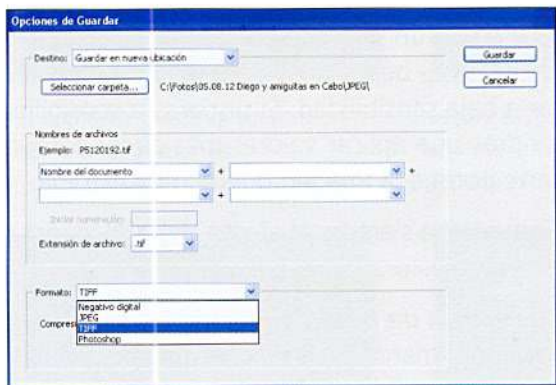 Opciones de Guardar
Destino: Guardar en nueva ubicación
Guardar
Seleccionar carpeta... C:\Fotos\05.08.12 Diego y amiguitas en Cabo\JPEG\
Cancelar
Nombres de archivos
Ejemplo: P5120192.tif
Nombre del documento + +
+
Iniciar numeración:
Extensión de archivo: .tif
Formato: TIFF
Negativo digital
JPEG
TIFF
Photoshop